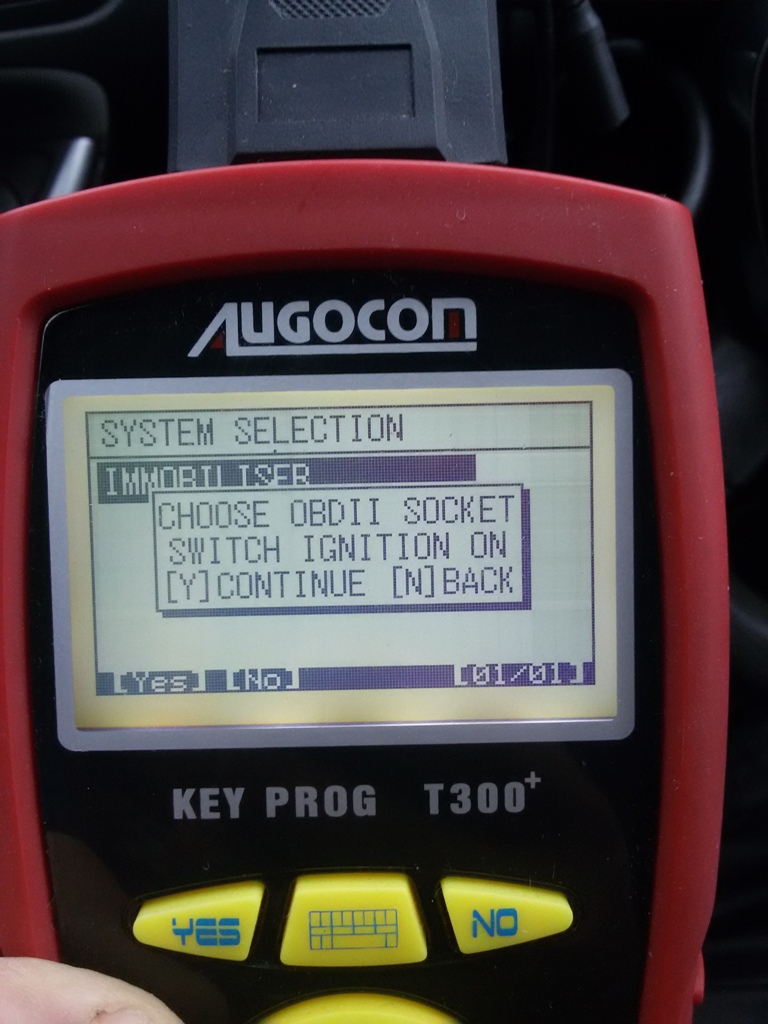 AUGOCOM
SYSTEM SELECTION
IMMOBILISER
CHOOSE OBDII SOCKET
SWITCH IGNITION ON
[Y]CONTINUE [N]BACK
[Yes] [No] [01/01]
KEY PROG T300+
YES NO